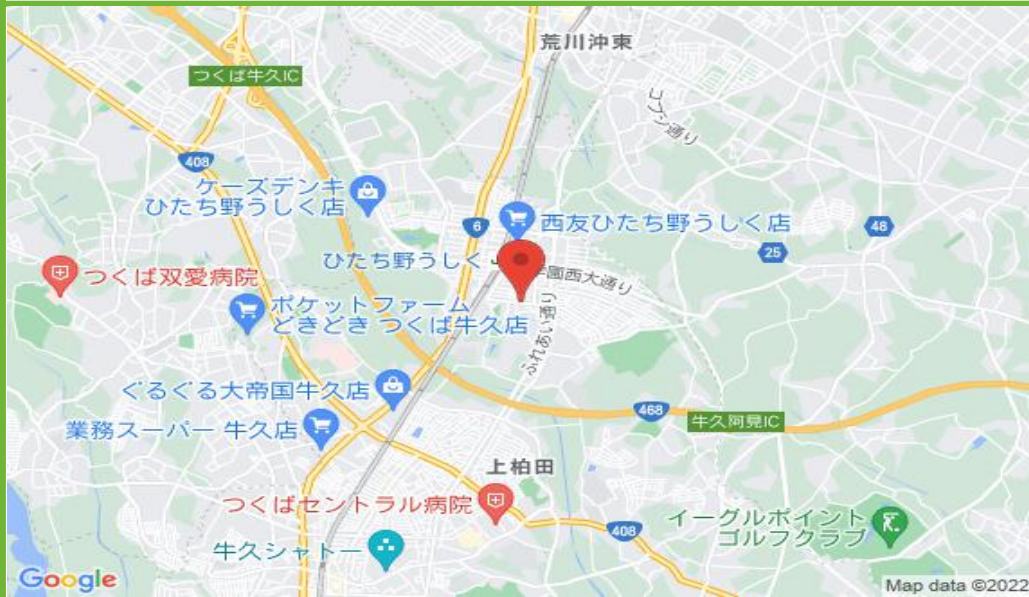 荒川沖東
つくば牛久IC
コブシ通り
408
ケーズデンキ
ひたち野うしく店
6
西友ひたち野うしく店
48
25
ひたち野うしく
学園西大通り
つくば双愛病院
ポケットファーム
どきどき つくば牛久店
ふれあい通り
ぐるぐる大帝国牛久店
468
牛久阿見IC
業務スーパー 牛久店
上柏田
つくばセントラル病院
イーグルポイント
ゴルフクラブ
408
牛久シャトー
Google
Map data ©2022